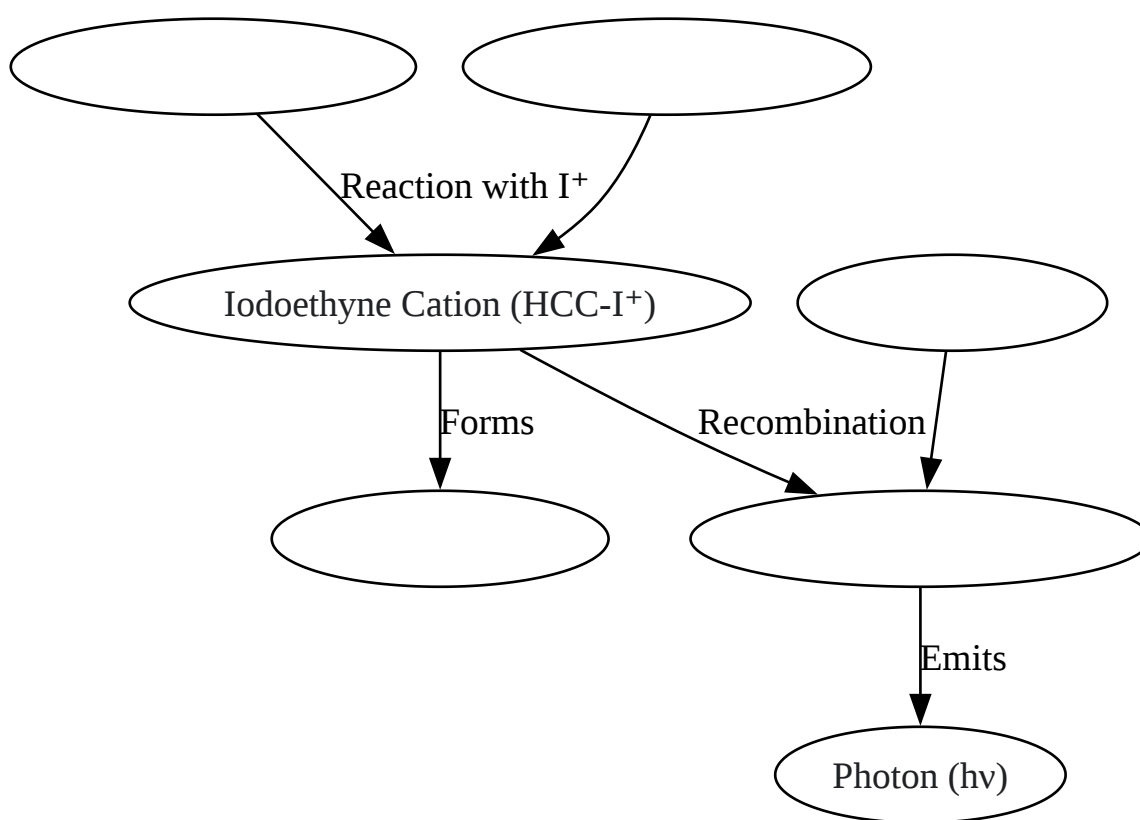 Reaction with I⁺
Iodoethyne Cation (HCC-I⁺)
Forms
Recombination
Emits
Photon (hν)